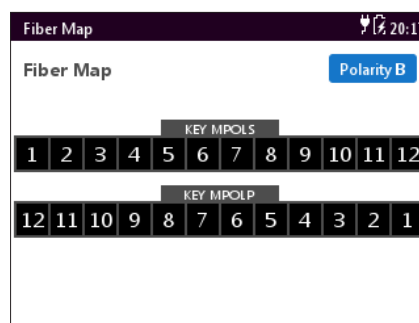 Fiber Map 20:1
Fiber Map Polarity B
KEY MPOLS
1 2 3 4 5 6 7 8 9 10 11 12
KEY MPOLP
12 11 10 9 8 7 6 5 4 3 2 1